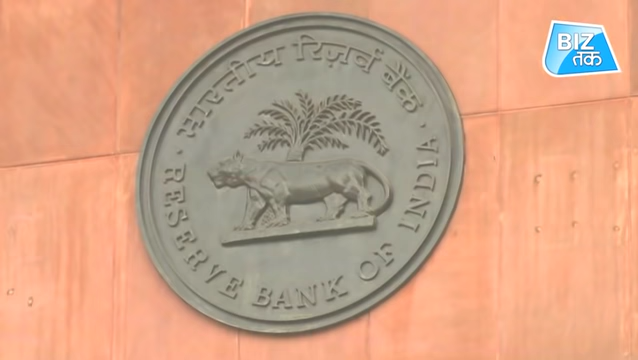 भारतीय रिज़र्व बैंक
RESERVE BANK OF INDIA
BIZ
तक